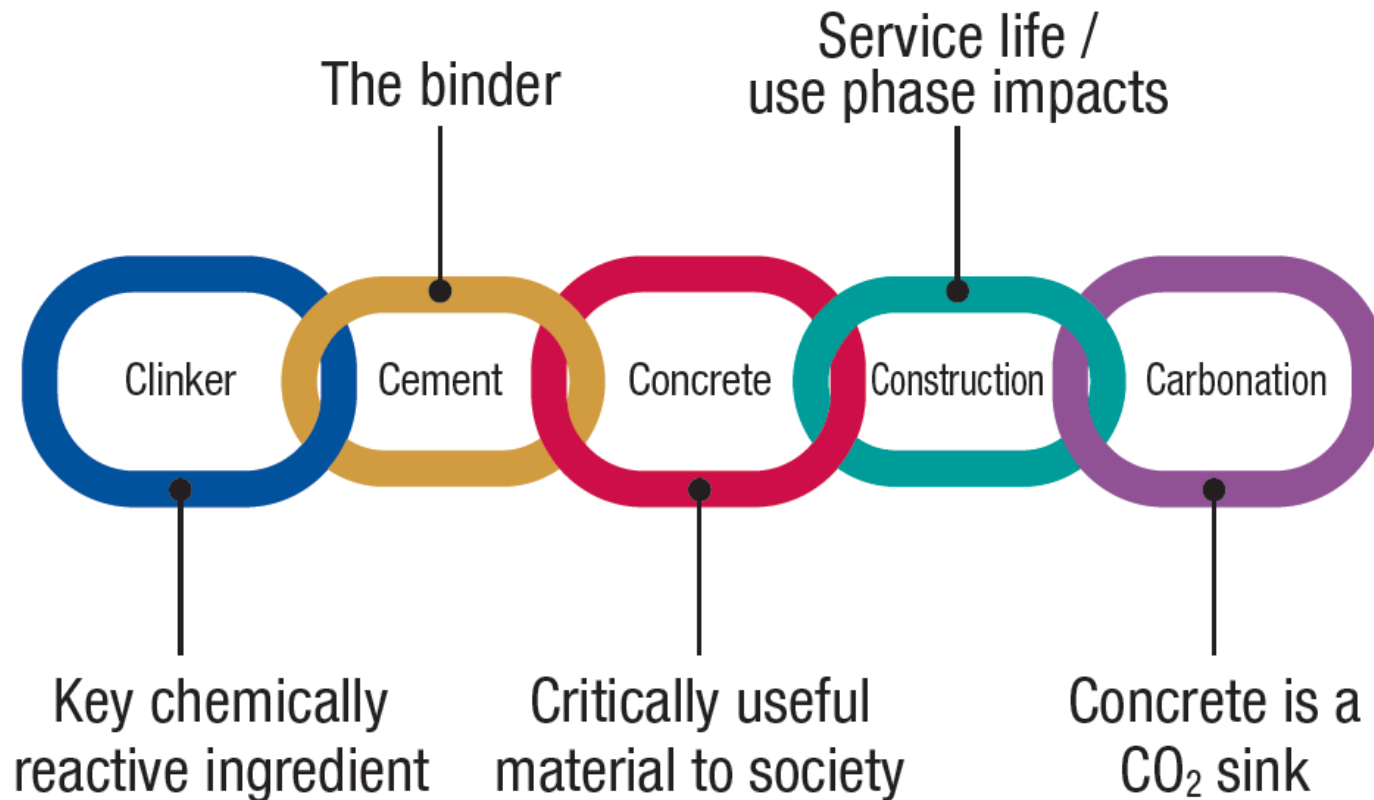 Service life /
use phase impacts
The binder
Clinker
Cement
Concrete
Construction
Carbonation
Key chemically
reactive ingredient
Critically useful
material to society
Concrete is a
CO₂ sink